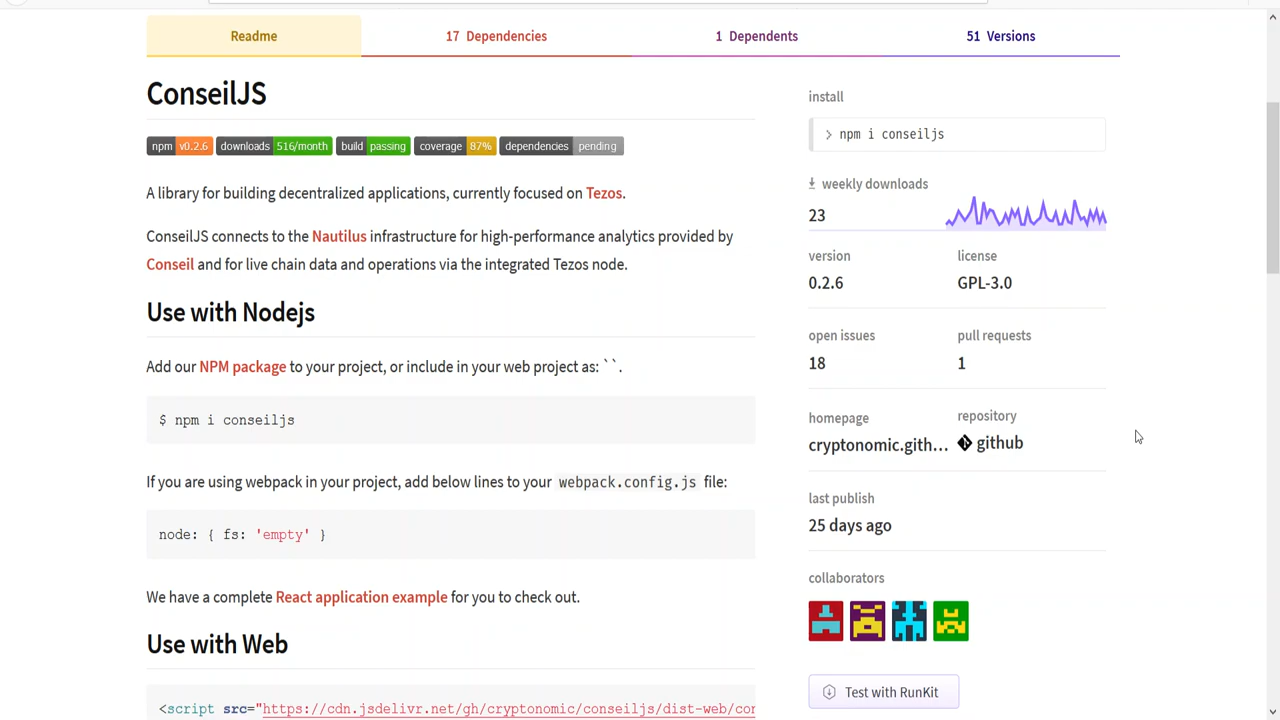 Readme
17 Dependencies
1 Dependents
51 Versions
ConseilJS
npm v0.2.6 downloads 516/month build passing coverage 87% dependencies pending
A library for building decentralized applications, currently focused on Tezos.
ConseilJS connects to the Nautilus infrastructure for high-performance analytics provided by
Conseil and for live chain data and operations via the integrated Tezos node.
Use with Nodejs
Add our NPM package to your project, or include in your web project as: ``.
$ npm i conseiljs
If you are using webpack in your project, add below lines to your webpack.config.js file:
node: { fs: 'empty' }
We have a complete React application example for you to check out.
Use with Web
<script src="https://cdn.jsdelivr.net/gh/cryptonomic/conseiljs/dist-web/con
install
> npm i conseiljs
weekly downloads
23
version
0.2.6
license
GPL-3.0
open issues
18
pull requests
1
homepage
cryptonomic.gith...
repository
github
last publish
25 days ago
collaborators
Test with RunKit